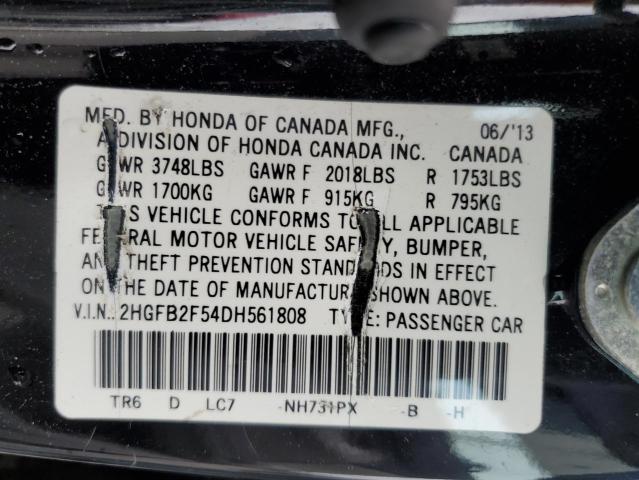 MFD. BY HONDA OF CANADA MFG., 06/'13
A DIVISION OF HONDA CANADA INC. CANADA
GVWR 3748LBS GAWR F 2018LBS R 1753LBS
GVWR 1700KG GAWR F 915KG R 795KG
THIS VEHICLE CONFORMS TO ALL APPLICABLE
FEDERAL MOTOR VEHICLE SAFETY, BUMPER,
AND THEFT PREVENTION STANDARDS IN EFFECT
ON THE DATE OF MANUFACTURE SHOWN ABOVE.
V.I.N.: 2HGFB2F54DH561808 TYPE: PASSENGER CAR
TR6 D LC7 -NH731PX -B -H-